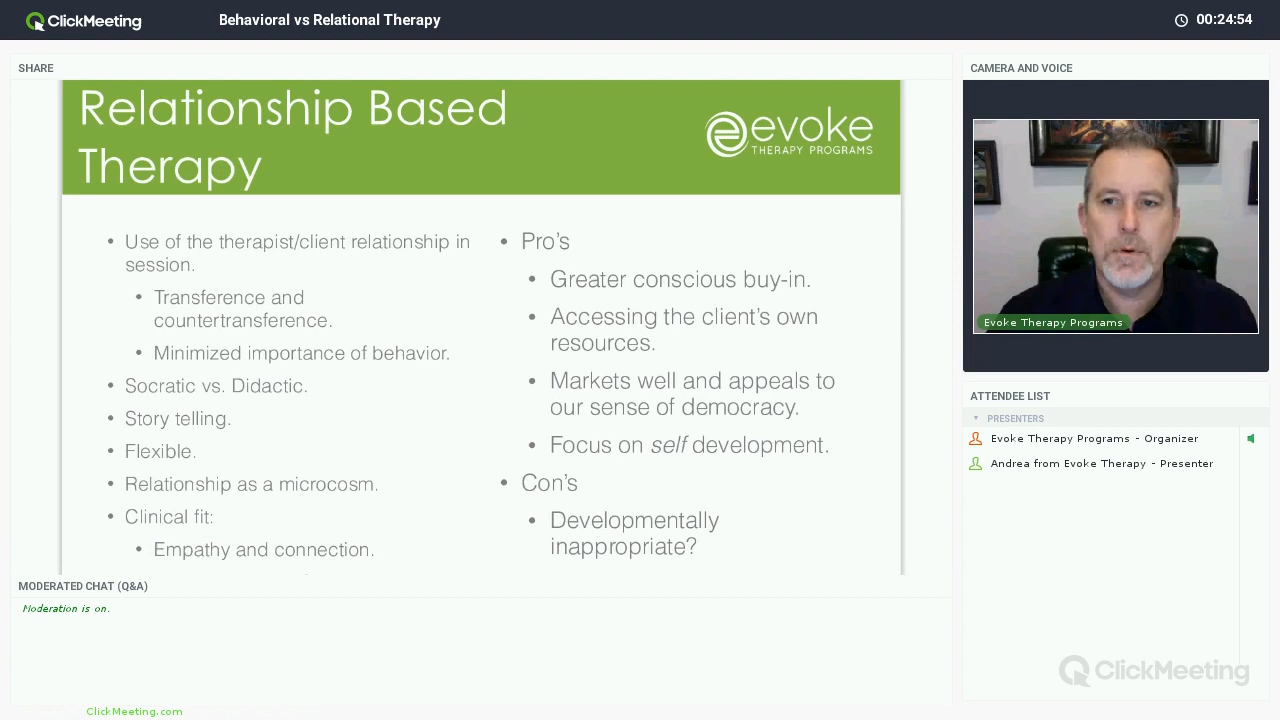 ClickMeeting
Behavioral vs Relational Therapy
00:24:54
SHARE
Relationship Based
Therapy
evoke
THERAPY PROGRAMS
• Use of the therapist/client relationship in
session.
• Transference and
countertransference.
• Minimized importance of behavior.
• Socratic vs. Didactic.
• Story telling.
• Flexible.
• Relationship as a microcosm.
• Clinical fit:
• Empathy and connection.
• Pro's
• Greater conscious buy-in.
• Accessing the client's own
resources.
• Markets well and appeals to
our sense of democracy.
• Focus on self development.
• Con's
• Developmentally
inappropriate?
MODERATED CHAT (Q&A)
Moderation is on.
ClickMeeting.com
CAMERA AND VOICE
Evoke Therapy Programs
ATTENDEE LIST
PRESENTERS
Evoke Therapy Programs - Organizer
Andrea from Evoke Therapy - Presenter
ClickMeeting